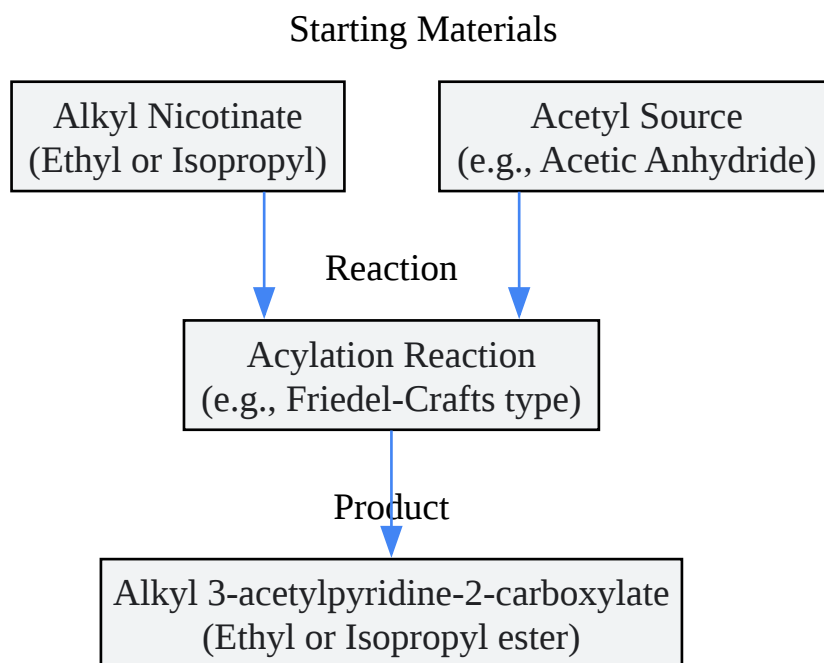 Starting Materials
Alkyl Nicotinate
(Ethyl or Isopropyl)
Acetyl Source
(e.g., Acetic Anhydride)
Reaction
Acylation Reaction
(e.g., Friedel-Crafts type)
Product
Alkyl 3-acetylpyridine-2-carboxylate
(Ethyl or Isopropyl ester)